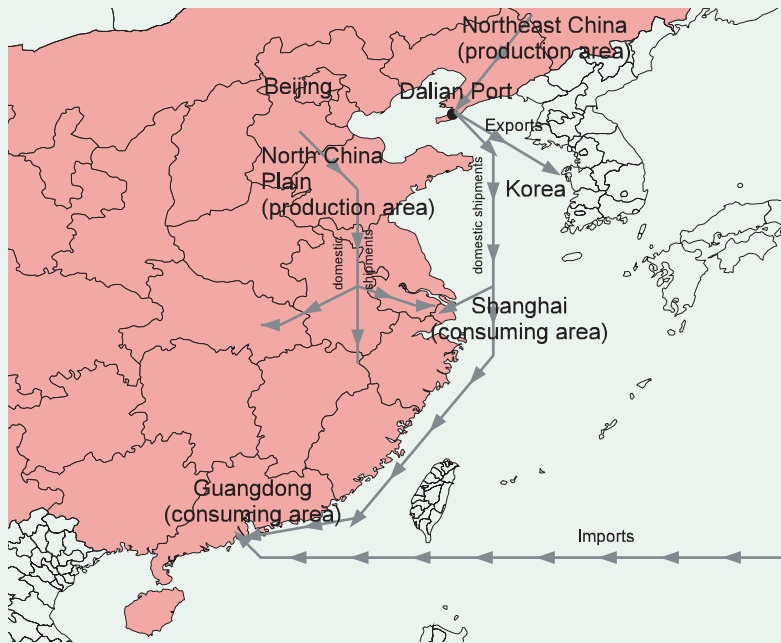 Northeast China
(production area)
Beijing
Dalian Port
Exports
North China
Plain
(production area)
Korea
domestic
shipments
domestic shipments
Shanghai
(consuming area)
Guangdong
(consuming area)
Imports